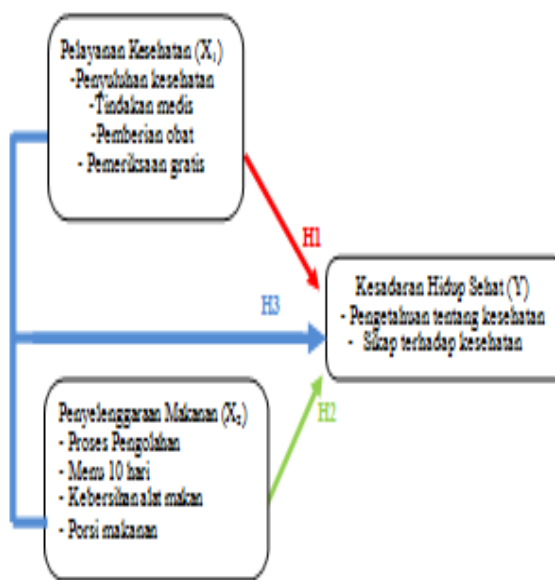 Pelayanan Kesehatan (X₁)
-Penyuluhan kesehatan
-Tindakan medis
-Pemberian obat
- Pemeriksaan gratis
H1
Kesadaran Hidup Sehat (Y)
- Pengetahuan tentang kesehatan
- Sikap terhadap kesehatan
H3
Penyelenggaraan Makanan (X₂)
- Proses Pengolahan
- Menu 10 hari
- Kebersihan alat makan
- Porsi makanan
H2